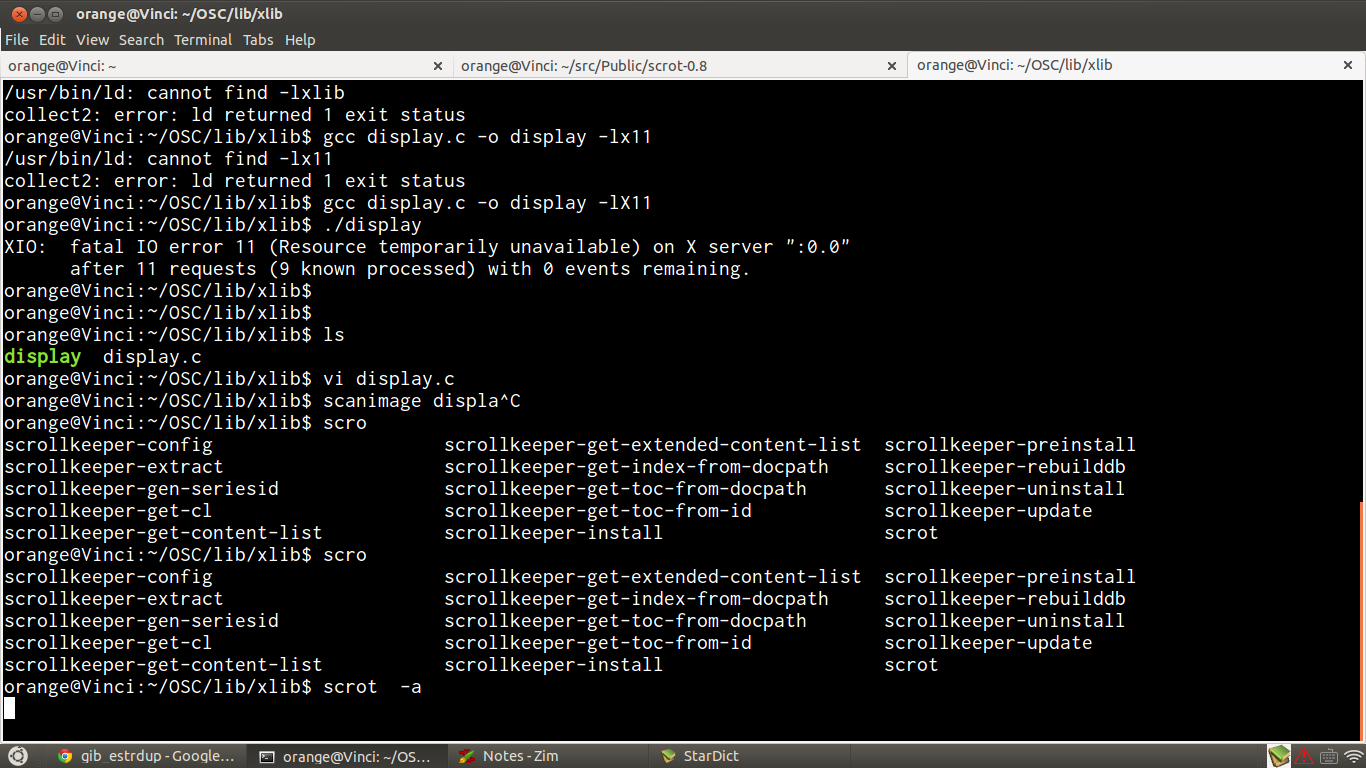 orange@Vinci: ~/OSC/lib/xlib
File Edit View Search Terminal Tabs Help
orange@Vinci: ~ × orange@Vinci: ~/src/Public/scrot-0.8 × orange@Vinci: ~/OSC/lib/xlib ×
/usr/bin/ld: cannot find -lxlib
collect2: error: ld returned 1 exit status
orange@Vinci:~/OSC/lib/xlib$ gcc display.c -o display -lx11
/usr/bin/ld: cannot find -lx11
collect2: error: ld returned 1 exit status
orange@Vinci:~/OSC/lib/xlib$ gcc display.c -o display -lX11
orange@Vinci:~/OSC/lib/xlib$ ./display
XIO:  fatal IO error 11 (Resource temporarily unavailable) on X server ":0.0"
      after 11 requests (9 known processed) with 0 events remaining.
orange@Vinci:~/OSC/lib/xlib$
orange@Vinci:~/OSC/lib/xlib$
orange@Vinci:~/OSC/lib/xlib$ ls
display  display.c
orange@Vinci:~/OSC/lib/xlib$ vi display.c
orange@Vinci:~/OSC/lib/xlib$ scanimage displa^C
orange@Vinci:~/OSC/lib/xlib$ scro
scrollkeeper-config                     scrollkeeper-get-extended-content-list  scrollkeeper-preinstall
scrollkeeper-extract                    scrollkeeper-get-index-from-docpath     scrollkeeper-rebuilddb
scrollkeeper-gen-seriesid               scrollkeeper-get-toc-from-docpath       scrollkeeper-uninstall
scrollkeeper-get-cl                     scrollkeeper-get-toc-from-id            scrollkeeper-update
scrollkeeper-get-content-list           scrollkeeper-install                    scrot
orange@Vinci:~/OSC/lib/xlib$ scro
scrollkeeper-config                     scrollkeeper-get-extended-content-list  scrollkeeper-preinstall
scrollkeeper-extract                    scrollkeeper-get-index-from-docpath     scrollkeeper-rebuilddb
scrollkeeper-gen-seriesid               scrollkeeper-get-toc-from-docpath       scrollkeeper-uninstall
scrollkeeper-get-cl                     scrollkeeper-get-toc-from-id            scrollkeeper-update
scrollkeeper-get-content-list           scrollkeeper-install                    scrot
orange@Vinci:~/OSC/lib/xlib$ scrot  -a
gib_estrdup - Google... orange@Vinci: ~/OS... Notes - Zim StarDict